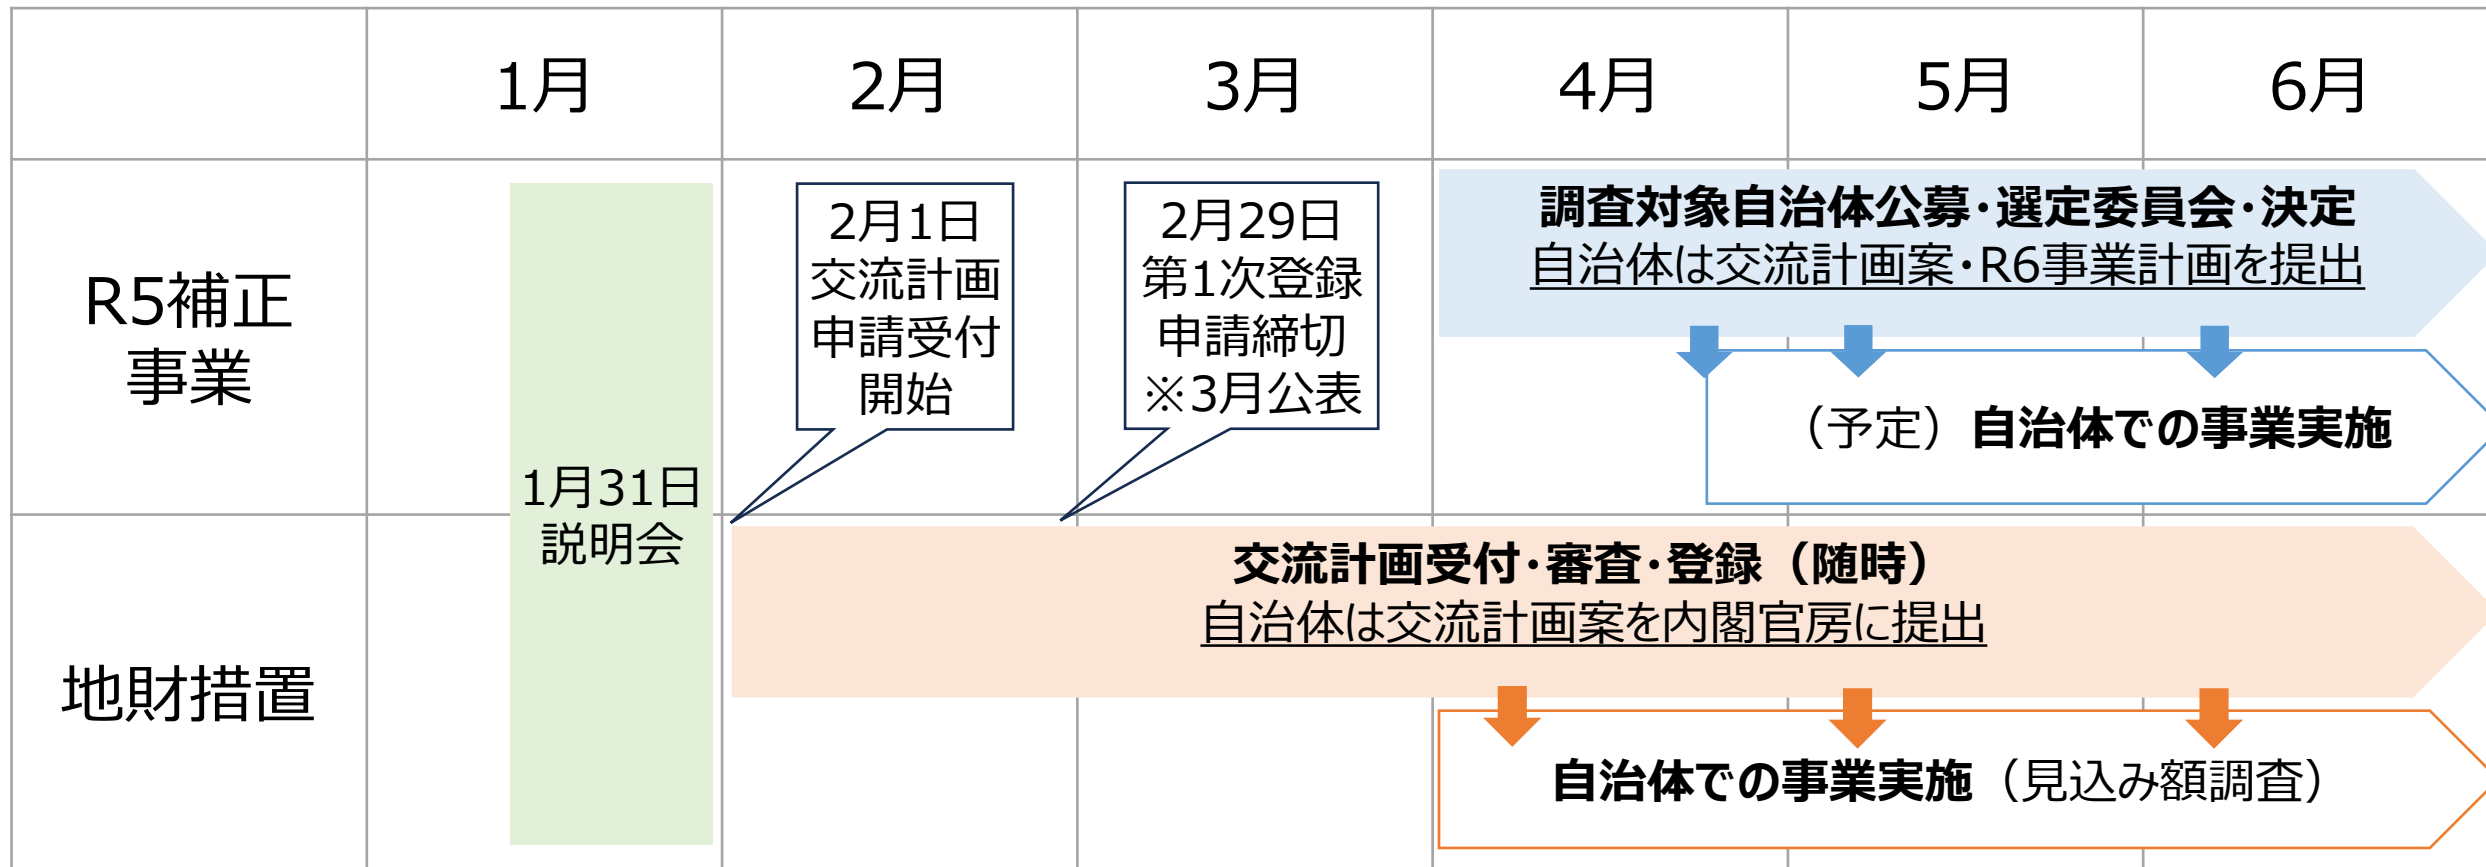 1月
2月
3月
4月
5月
6月
R5補正
事業
1月31日
説明会
2月1日
交流計画
申請受付
開始
2月29日
第1次登録
申請締切
※3月公表
調査対象自治体公募・選定委員会・決定
自治体は交流計画案・R6事業計画を提出
（予定）自治体での事業実施
地財措置
交流計画受付・審査・登録（随時）
自治体は交流計画案を内閣官房に提出
自治体での事業実施（見込み額調査）